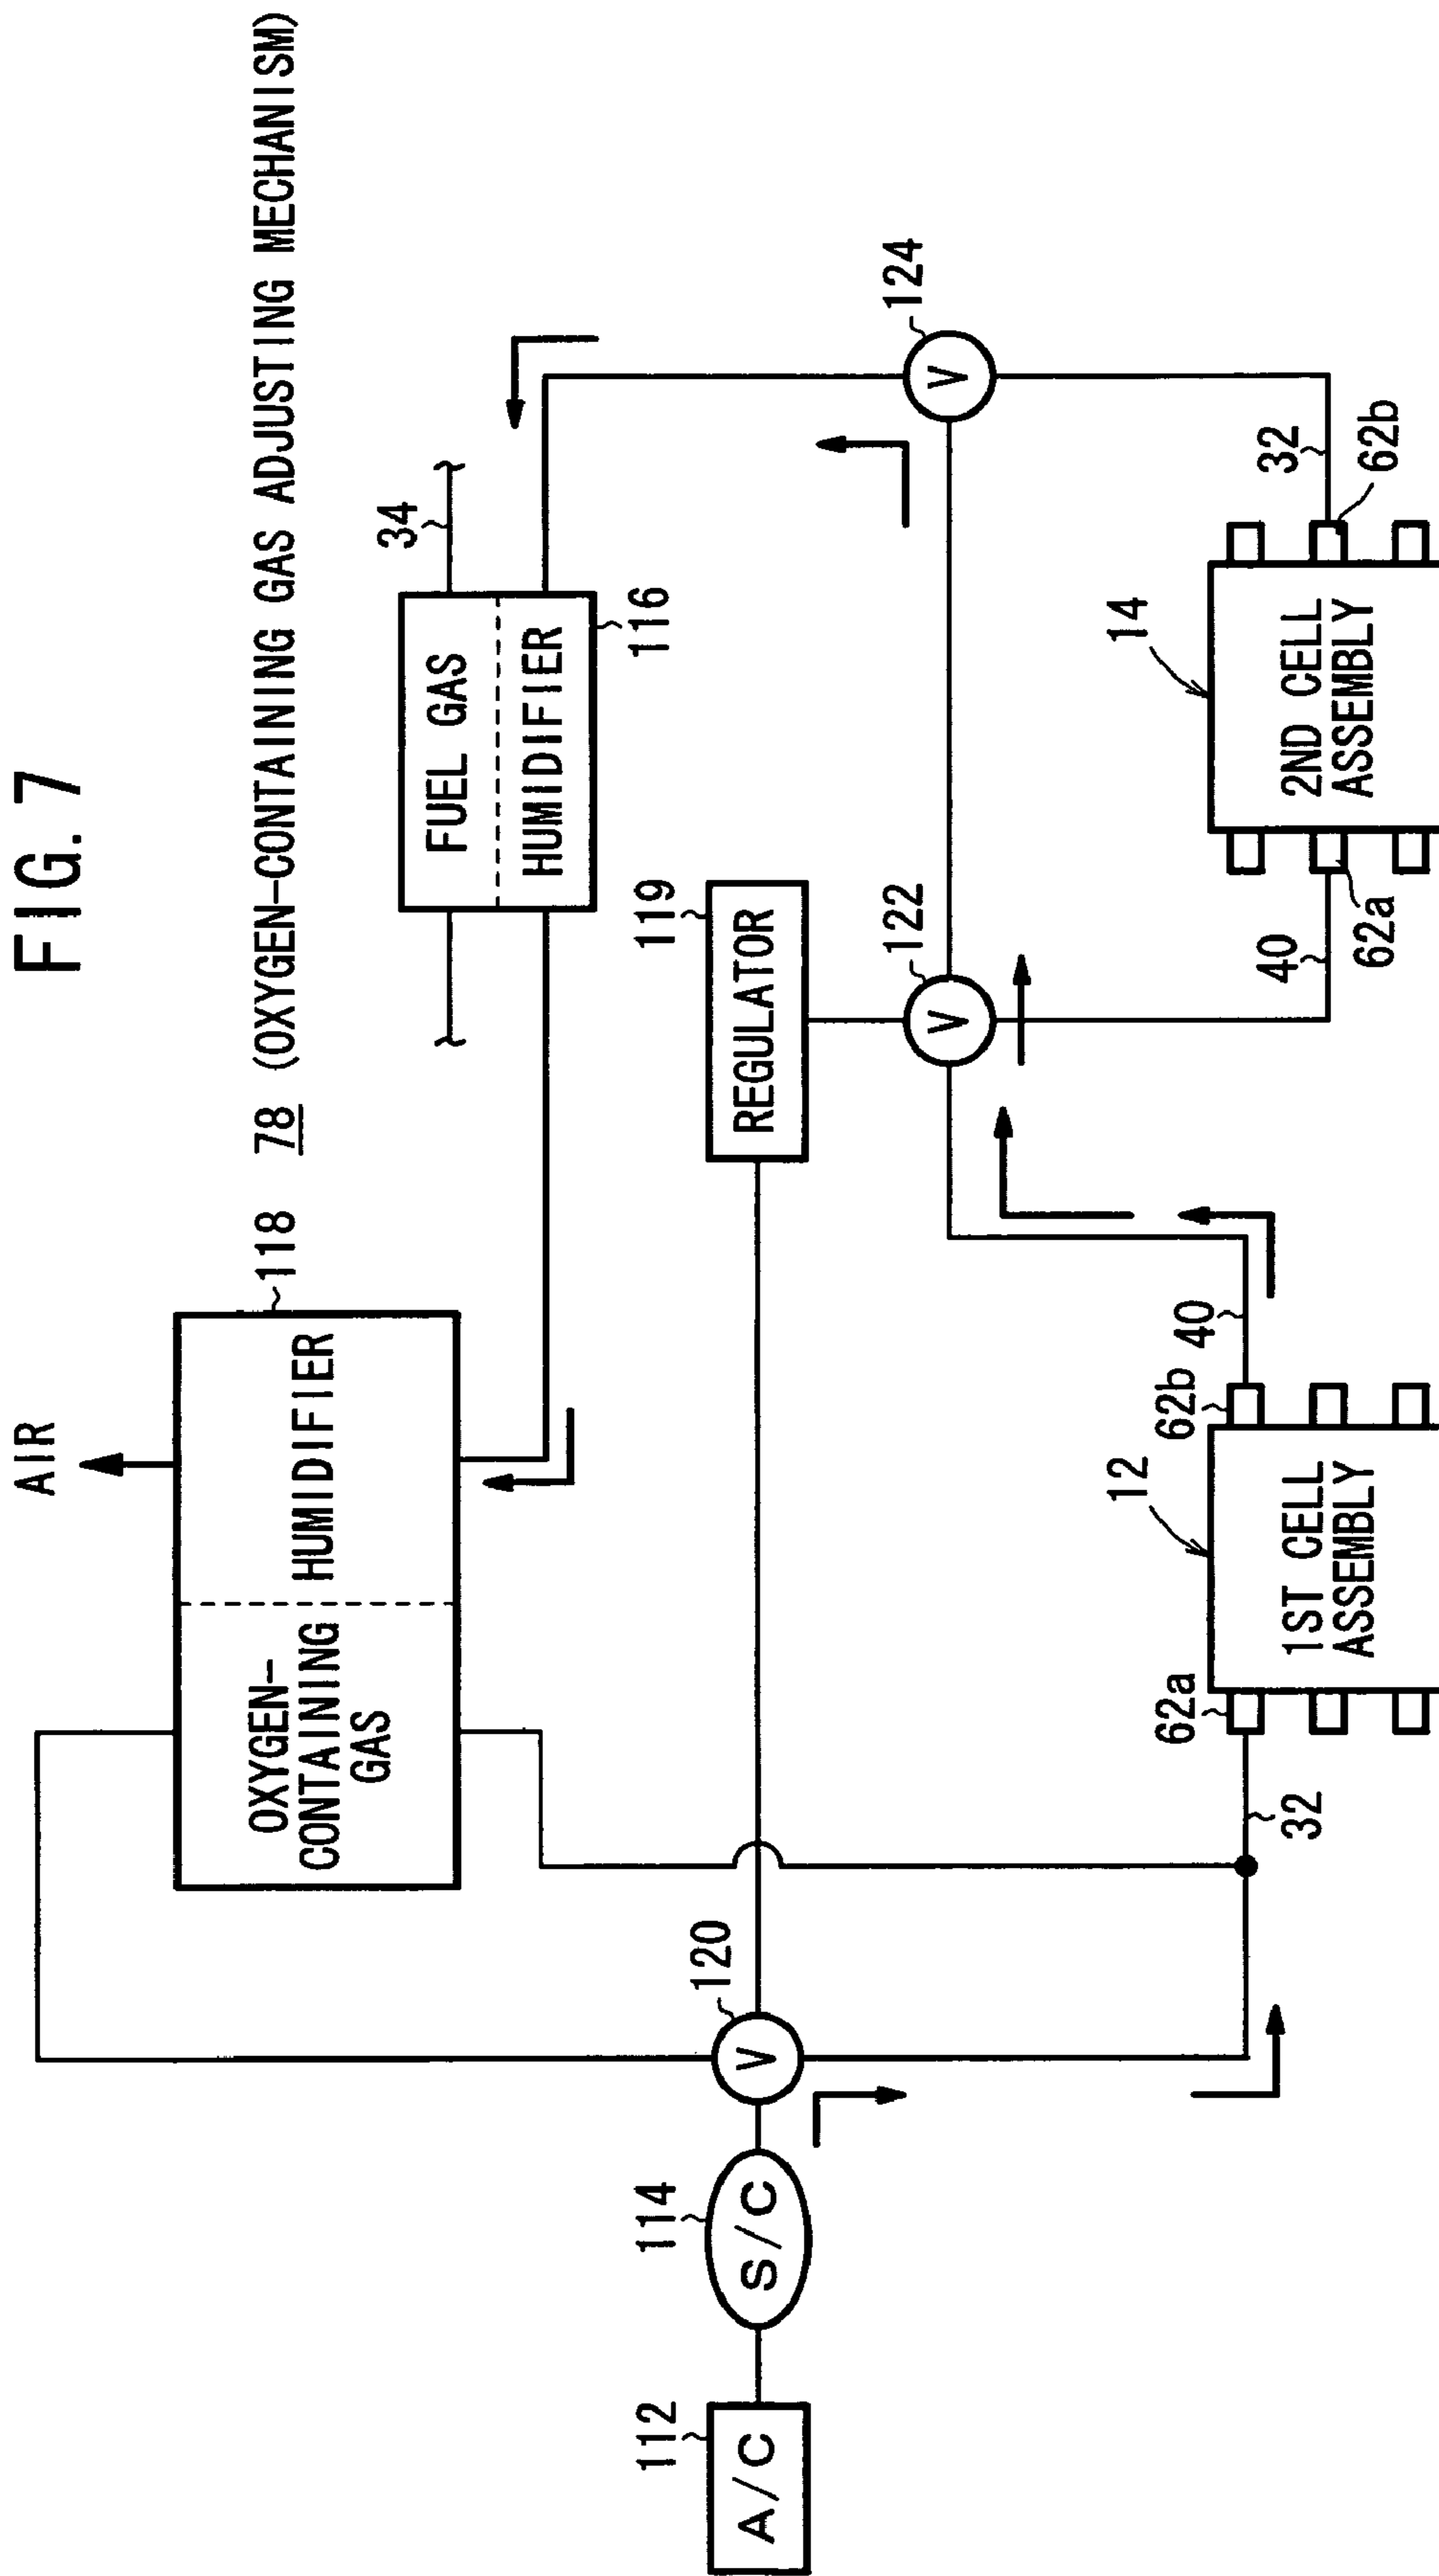 FIG. 7
78 (OXYGEN-CONTAINING GAS ADJUSTING MECHANISM)
AIR
118
OXYGEN-
CONTAINING
GAS
HUMIDIFIER
34
FUEL GAS
HUMIDIFIER
116
112
A/C
114
S/C
120
V
119
REGULATOR
122
V
124
V
12
1ST CELL
ASSEMBLY
62a
62b
32
40
14
2ND CELL
ASSEMBLY
40
62a
32
62b